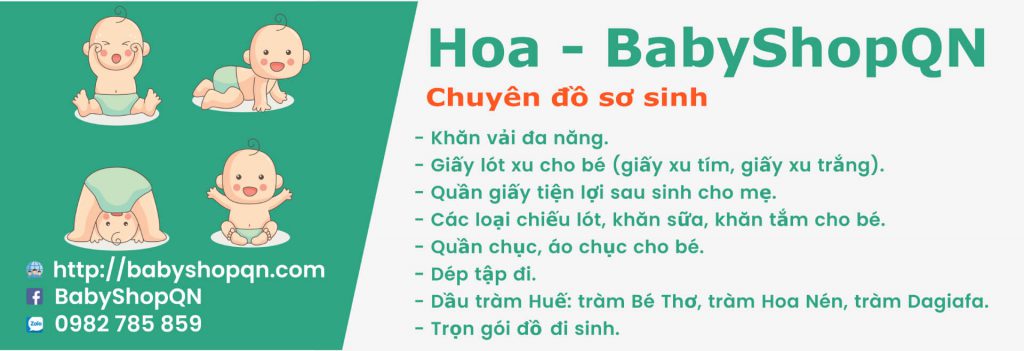 Hoa - BabyShopQN
Chuyên đồ sơ sinh
- Khăn vải đa năng.
- Giấy lót xu cho bé (giấy xu tím, giấy xu trắng).
- Quần giấy tiện lợi sau sinh cho mẹ.
- Các loại chiếu lót, khăn sữa, khăn tắm cho bé.
- Quần chục, áo chục cho bé.
- Dép tập đi.
- Dầu tràm Huế: tràm Bé Thơ, tràm Hoa Nén, tràm Dagiafa.
- Trọn gói đồ đi sinh.
http://babyshopqn.com
BabyShopQN
Zalo 0982 785 859